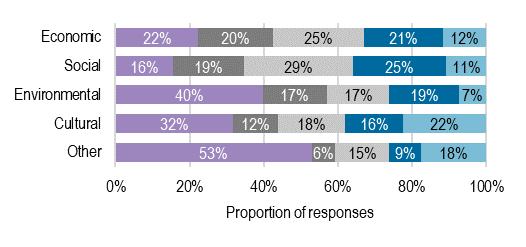 Economic 22% 20% 25% 21% 12%
Social 16% 19% 29% 25% 11%
Environmental 40% 17% 17% 19% 7%
Cultural 32% 12% 18% 16% 22%
Other 53% 6% 15% 9% 18%
0% 20% 40% 60% 80% 100%
Proportion of responses